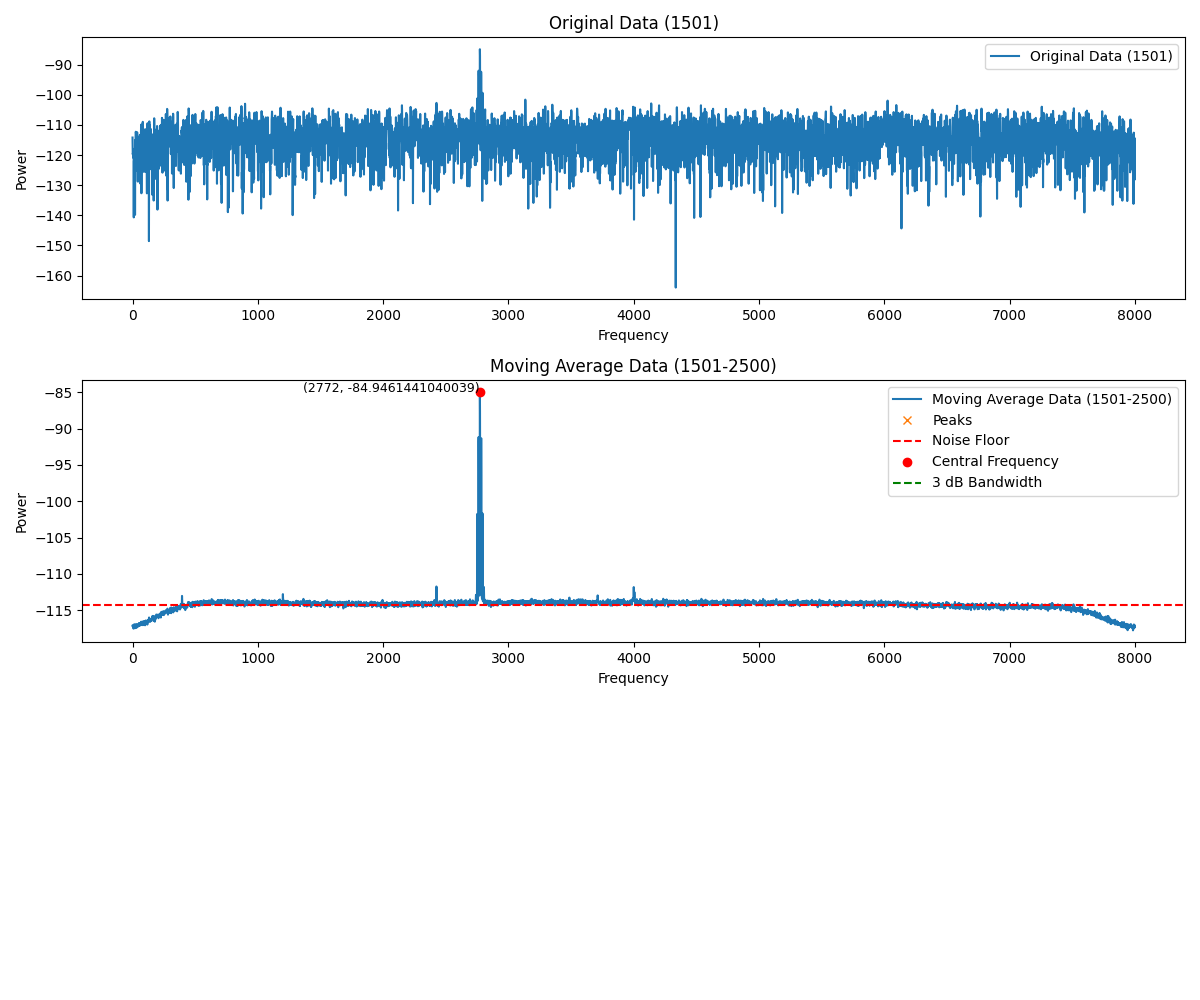 Original Data (1501)
Power
−90
−100
−110
−120
−130
−140
−150
−160
Original Data (1501)
0 1000 2000 3000 4000 5000 6000 7000 8000
Frequency
Moving Average Data (1501-2500)
Power
−85
−90
−95
−100
−105
−110
−115
(2772, -84.9461441040039)
Moving Average Data (1501-2500)
Peaks
Noise Floor
Central Frequency
3 dB Bandwidth
0 1000 2000 3000 4000 5000 6000 7000 8000
Frequency